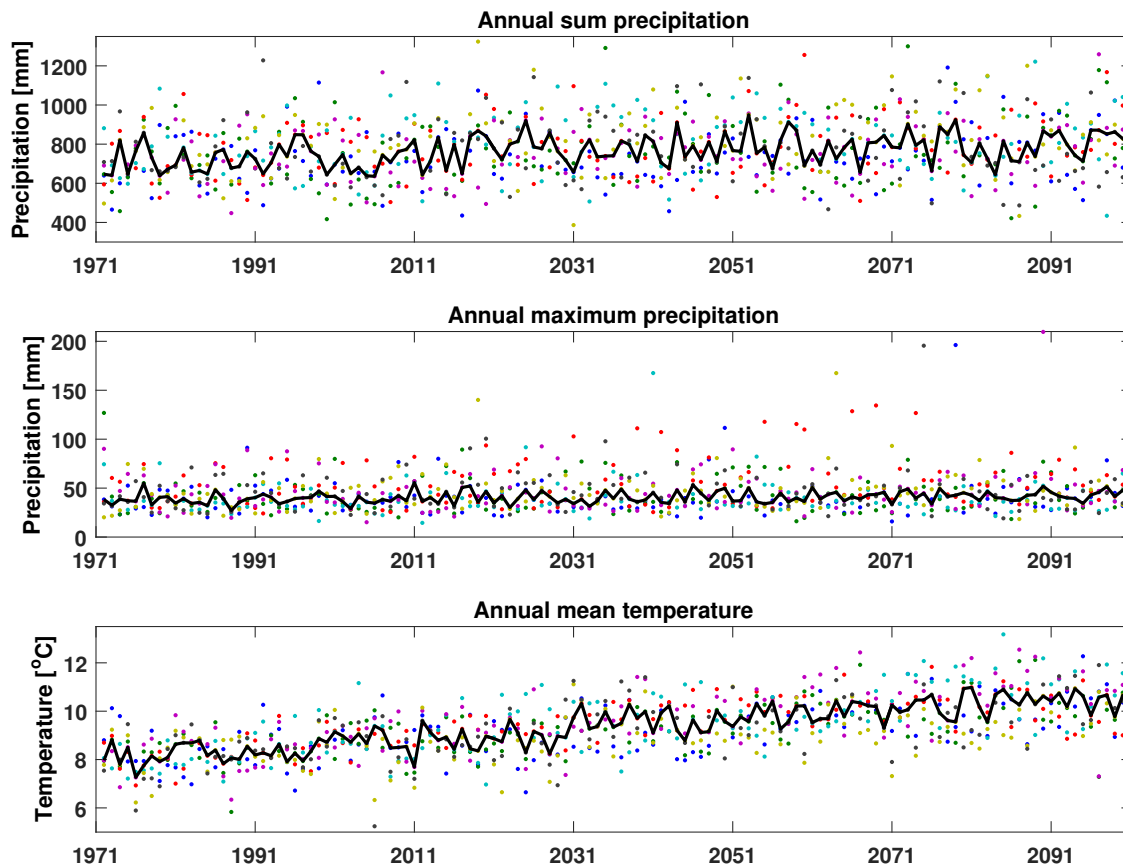 Annual sum precipitation
Precipitation [mm]
1200
1000
800
600
400
1971 1991 2011 2031 2051 2071 2091
Annual maximum precipitation
Precipitation [mm]
200
150
100
50
0
1971 1991 2011 2031 2051 2071 2091
Annual mean temperature
Temperature [°C]
12
10
8
6
1971 1991 2011 2031 2051 2071 2091